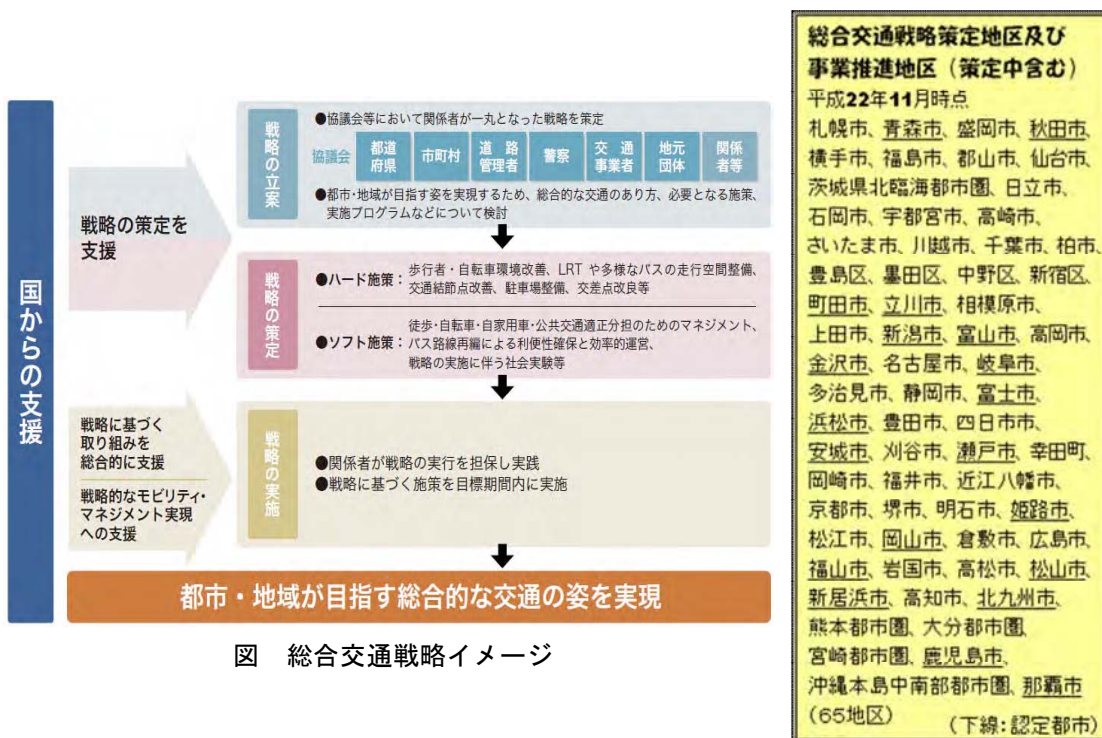 国からの支援
戦略の策定を
支援
戦略の立案
●協議会等において関係者が一丸となった戦略を策定
協議会
都道
府県
市町村
道路
管理者
警察
交通
事業者
地元
団体
関係
者等
●都市・地域が目指す姿を実現するため、総合的な交通のあり方、必要となる施策、
実施プログラムなどについて検討
戦略の策定
●ハード施策：歩行者・自転車環境改善、LRTや多様なバスの走行空間整備、
交通結節点改善、駐車場整備、交差点改良等
●ソフト施策：
徒歩・自転車・自家用車・公共交通適正分担のためのマネジメント、
バス路線再編による利便性確保と効率的運営、
戦略の実施に伴う社会実験等
戦略に基づく
取り組みを
総合的に支援
戦略的なモビリティ・
マネジメント実現
への支援
戦略の実施
●関係者が戦略の実行を担保し実践
●戦略に基づく施策を目標期間内に実施
都市・地域が目指す総合的な交通の姿を実現
図　総合交通戦略イメージ
総合交通戦略策定地区及び
事業推進地区（策定中含む）
平成22年11月時点
札幌市、青森市、盛岡市、秋田市、
横手市、福島市、郡山市、仙台市、
茨城県北臨海都市圏、日立市、
石岡市、宇都宮市、高崎市、
さいたま市、川越市、千葉市、柏市、
豊島区、墨田区、中野区、新宿区、
町田市、立川市、相模原市、
上田市、新潟市、富山市、高岡市、
金沢市、名古屋市、岐阜市、
多治見市、静岡市、富士市、
浜松市、豊田市、四日市市、
安城市、刈谷市、瀬戸市、幸田町、
岡崎市、福井市、近江八幡市、
京都市、堺市、明石市、姫路市、
松江市、岡山市、倉敷市、広島市、
福山市、岩国市、高松市、松山市、
新居浜市、高知市、北九州市、
熊本都市圏、大分都市圏、
宮崎都市圏、鹿児島市、
沖縄本島中南部都市圏、那覇市
（65地区）
（下線：認定都市）